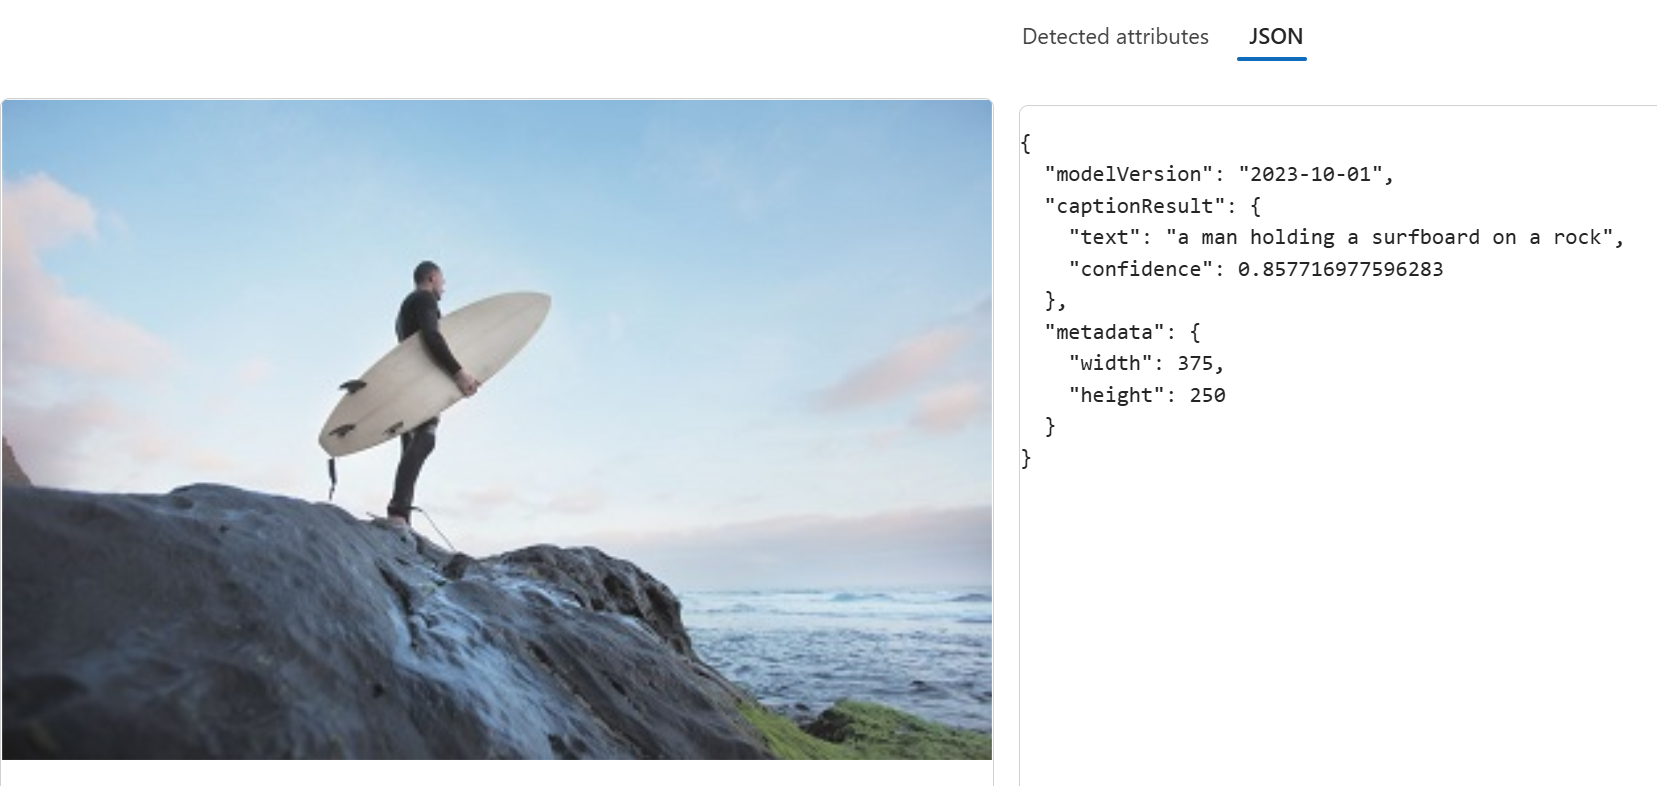 Detected attributes JSON
{
"modelVersion": "2023-10-01",
"captionResult": {
"text": "a man holding a surfboard on a rock",
"confidence": 0.857716977596283
},
"metadata": {
"width": 375,
"height": 250
}
}